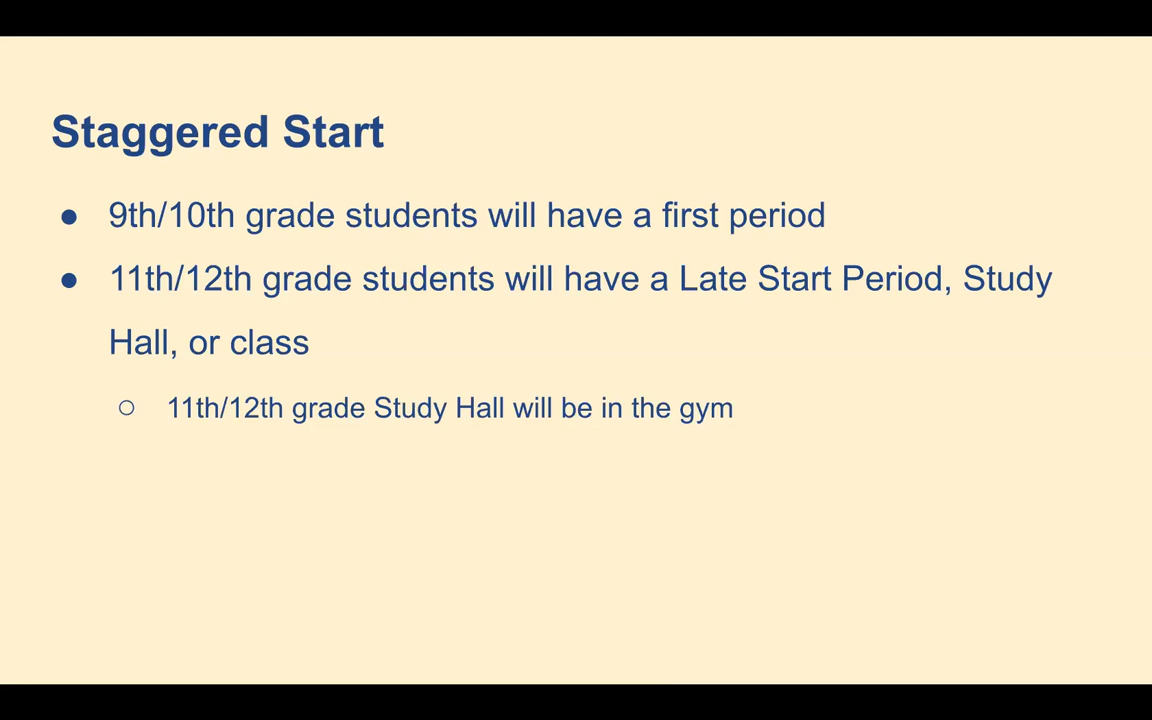 Staggered Start
● 9th/10th grade students will have a first period
● 11th/12th grade students will have a Late Start Period, Study
Hall, or class
○ 11th/12th grade Study Hall will be in the gym